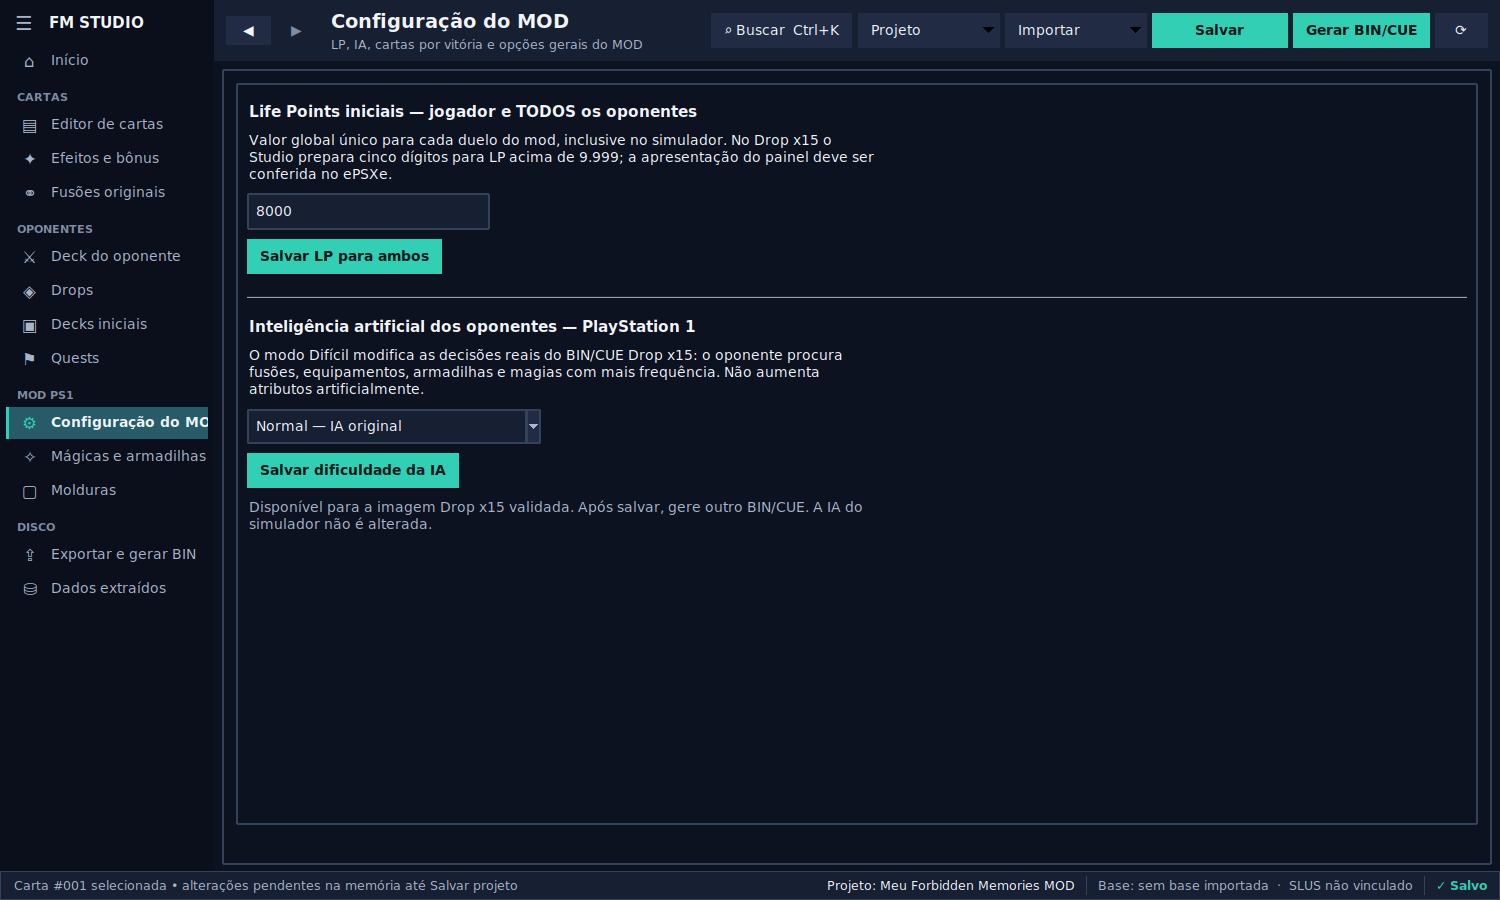 FM STUDIO
Início
CARTAS
Editor de cartas
Efeitos e bônus
Fusões originais
OPONENTES
Deck do oponente
Drops
Decks iniciais
Quests
MOD PS1
Configuração do MO
Mágicas e armadilhas
Molduras
DISCO
Exportar e gerar BIN
Dados extraídos
Configuração do MOD
LP, IA, cartas por vitória e opções gerais do MOD
Buscar Ctrl+K
Projeto
Importar
Salvar
Gerar BIN/CUE
Life Points iniciais — jogador e TODOS os oponentes
Valor global único para cada duelo do mod, inclusive no simulador. No Drop x15 o
Studio prepara cinco dígitos para LP acima de 9.999; a apresentação do painel deve ser
conferida no ePSXe.
8000
Salvar LP para ambos
Inteligência artificial dos oponentes — PlayStation 1
O modo Difícil modifica as decisões reais do BIN/CUE Drop x15: o oponente procura
fusões, equipamentos, armadilhas e magias com mais frequência. Não aumenta
atributos artificialmente.
Normal — IA original
Salvar dificuldade da IA
Disponível para a imagem Drop x15 validada. Após salvar, gere outro BIN/CUE. A IA do
simulador não é alterada.
Carta #001 selecionada • alterações pendentes na memória até Salvar projeto
Projeto: Meu Forbidden Memories MOD
Base: sem base importada · SLUS não vinculado
✓ Salvo